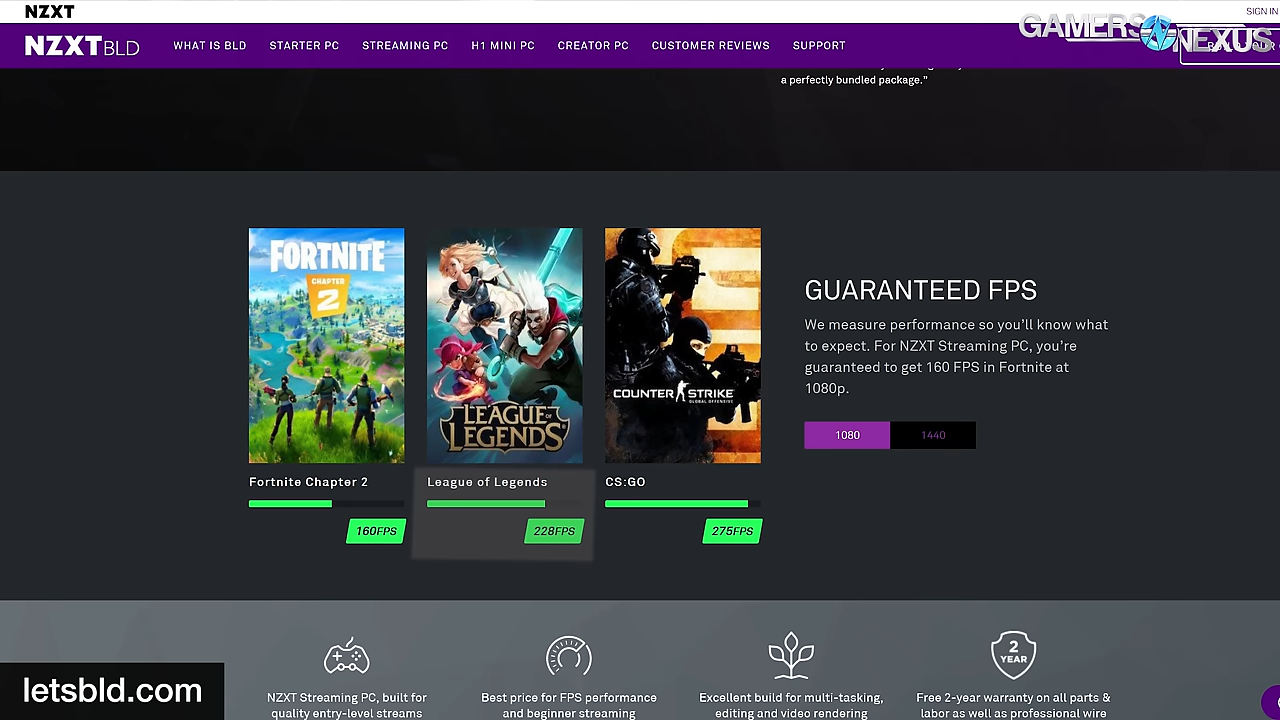 NZXT
SIGN IN
NZXT BLD
WHAT IS BLD
STARTER PC
STREAMING PC
H1 MINI PC
CREATOR PC
CUSTOMER REVIEWS
SUPPORT
GAMERS NEXUS
a perfectly bundled package."
FORTNITE
CHAPTER
2
LEAGUE OF
LEGENDS
COUNTER STRIKE
GLOBAL OFFENSIVE
Fortnite Chapter 2
League of Legends
CS:GO
160FPS
228FPS
275FPS
GUARANTEED FPS
We measure performance so you'll know what
to expect. For NZXT Streaming PC, you're
guaranteed to get 160 FPS in Fortnite at
1080p.
1080
1440
2
YEAR
NZXT Streaming PC, built for
quality entry-level streams
Best price for FPS performance
and beginner streaming
Excellent build for multi-tasking,
editing and video rendering
Free 2-year warranty on all parts &
labor as well as professional wire
letsbld.com